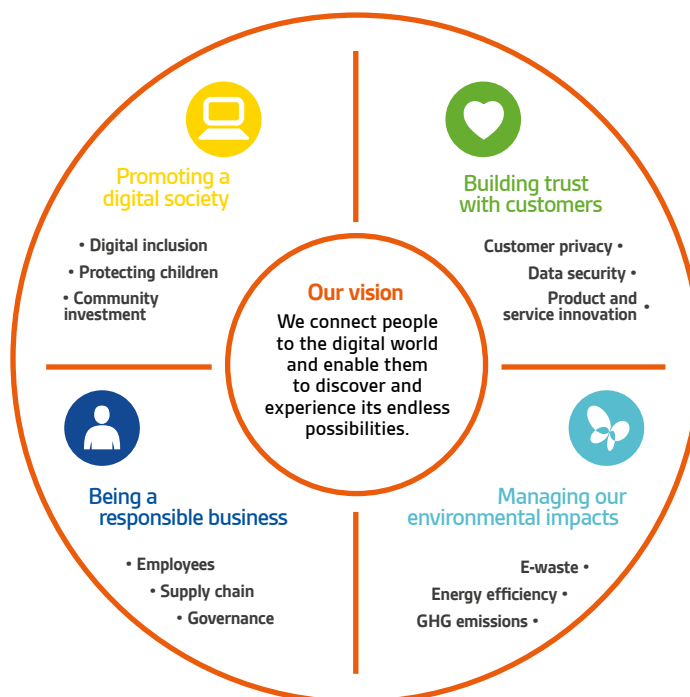 Promoting a
digital society
• Digital inclusion
• Protecting children
• Community
investment
Building trust
with customers
Customer privacy •
Data security •
Product and
service innovation •
Our vision
We connect people
to the digital world
and enable them
to discover and
experience its endless
possibilities.
Being a
responsible business
• Employees
• Supply chain
• Governance
Managing our
environmental impacts
E-waste •
Energy efficiency •
GHG emissions •